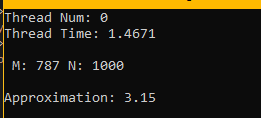 Thread Num: 0
Thread Time: 1.4671
M: 787 N: 1000
Approximation: 3.15